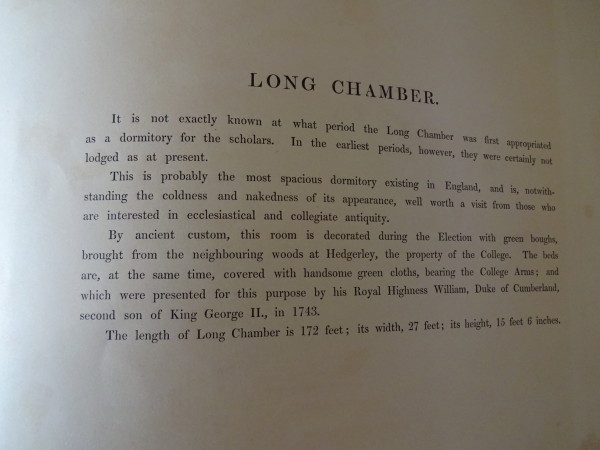 LONG CHAMBER.
It is not exactly known at what period the Long Chamber was first appropriated
as a dormitory for the scholars. In the earliest periods, however, they were certainly not
lodged as at present.
This is probably the most spacious dormitory existing in England, and is, notwith-
standing the coldness and nakedness of its appearance, well worth a visit from those who
are interested in ecclesiastical and collegiate antiquity.
By ancient custom, this room is decorated during the Election with green boughs,
brought from the neighbouring woods at Hedgerley, the property of the College. The beds
are, at the same time, covered with handsome green cloths, bearing the College Arms; and
which were presented for this purpose by his Royal Highness William, Duke of Cumberland,
second son of King George II., in 1743.
The length of Long Chamber is 172 feet; its width, 27 feet; its height, 15 feet 6 inches.